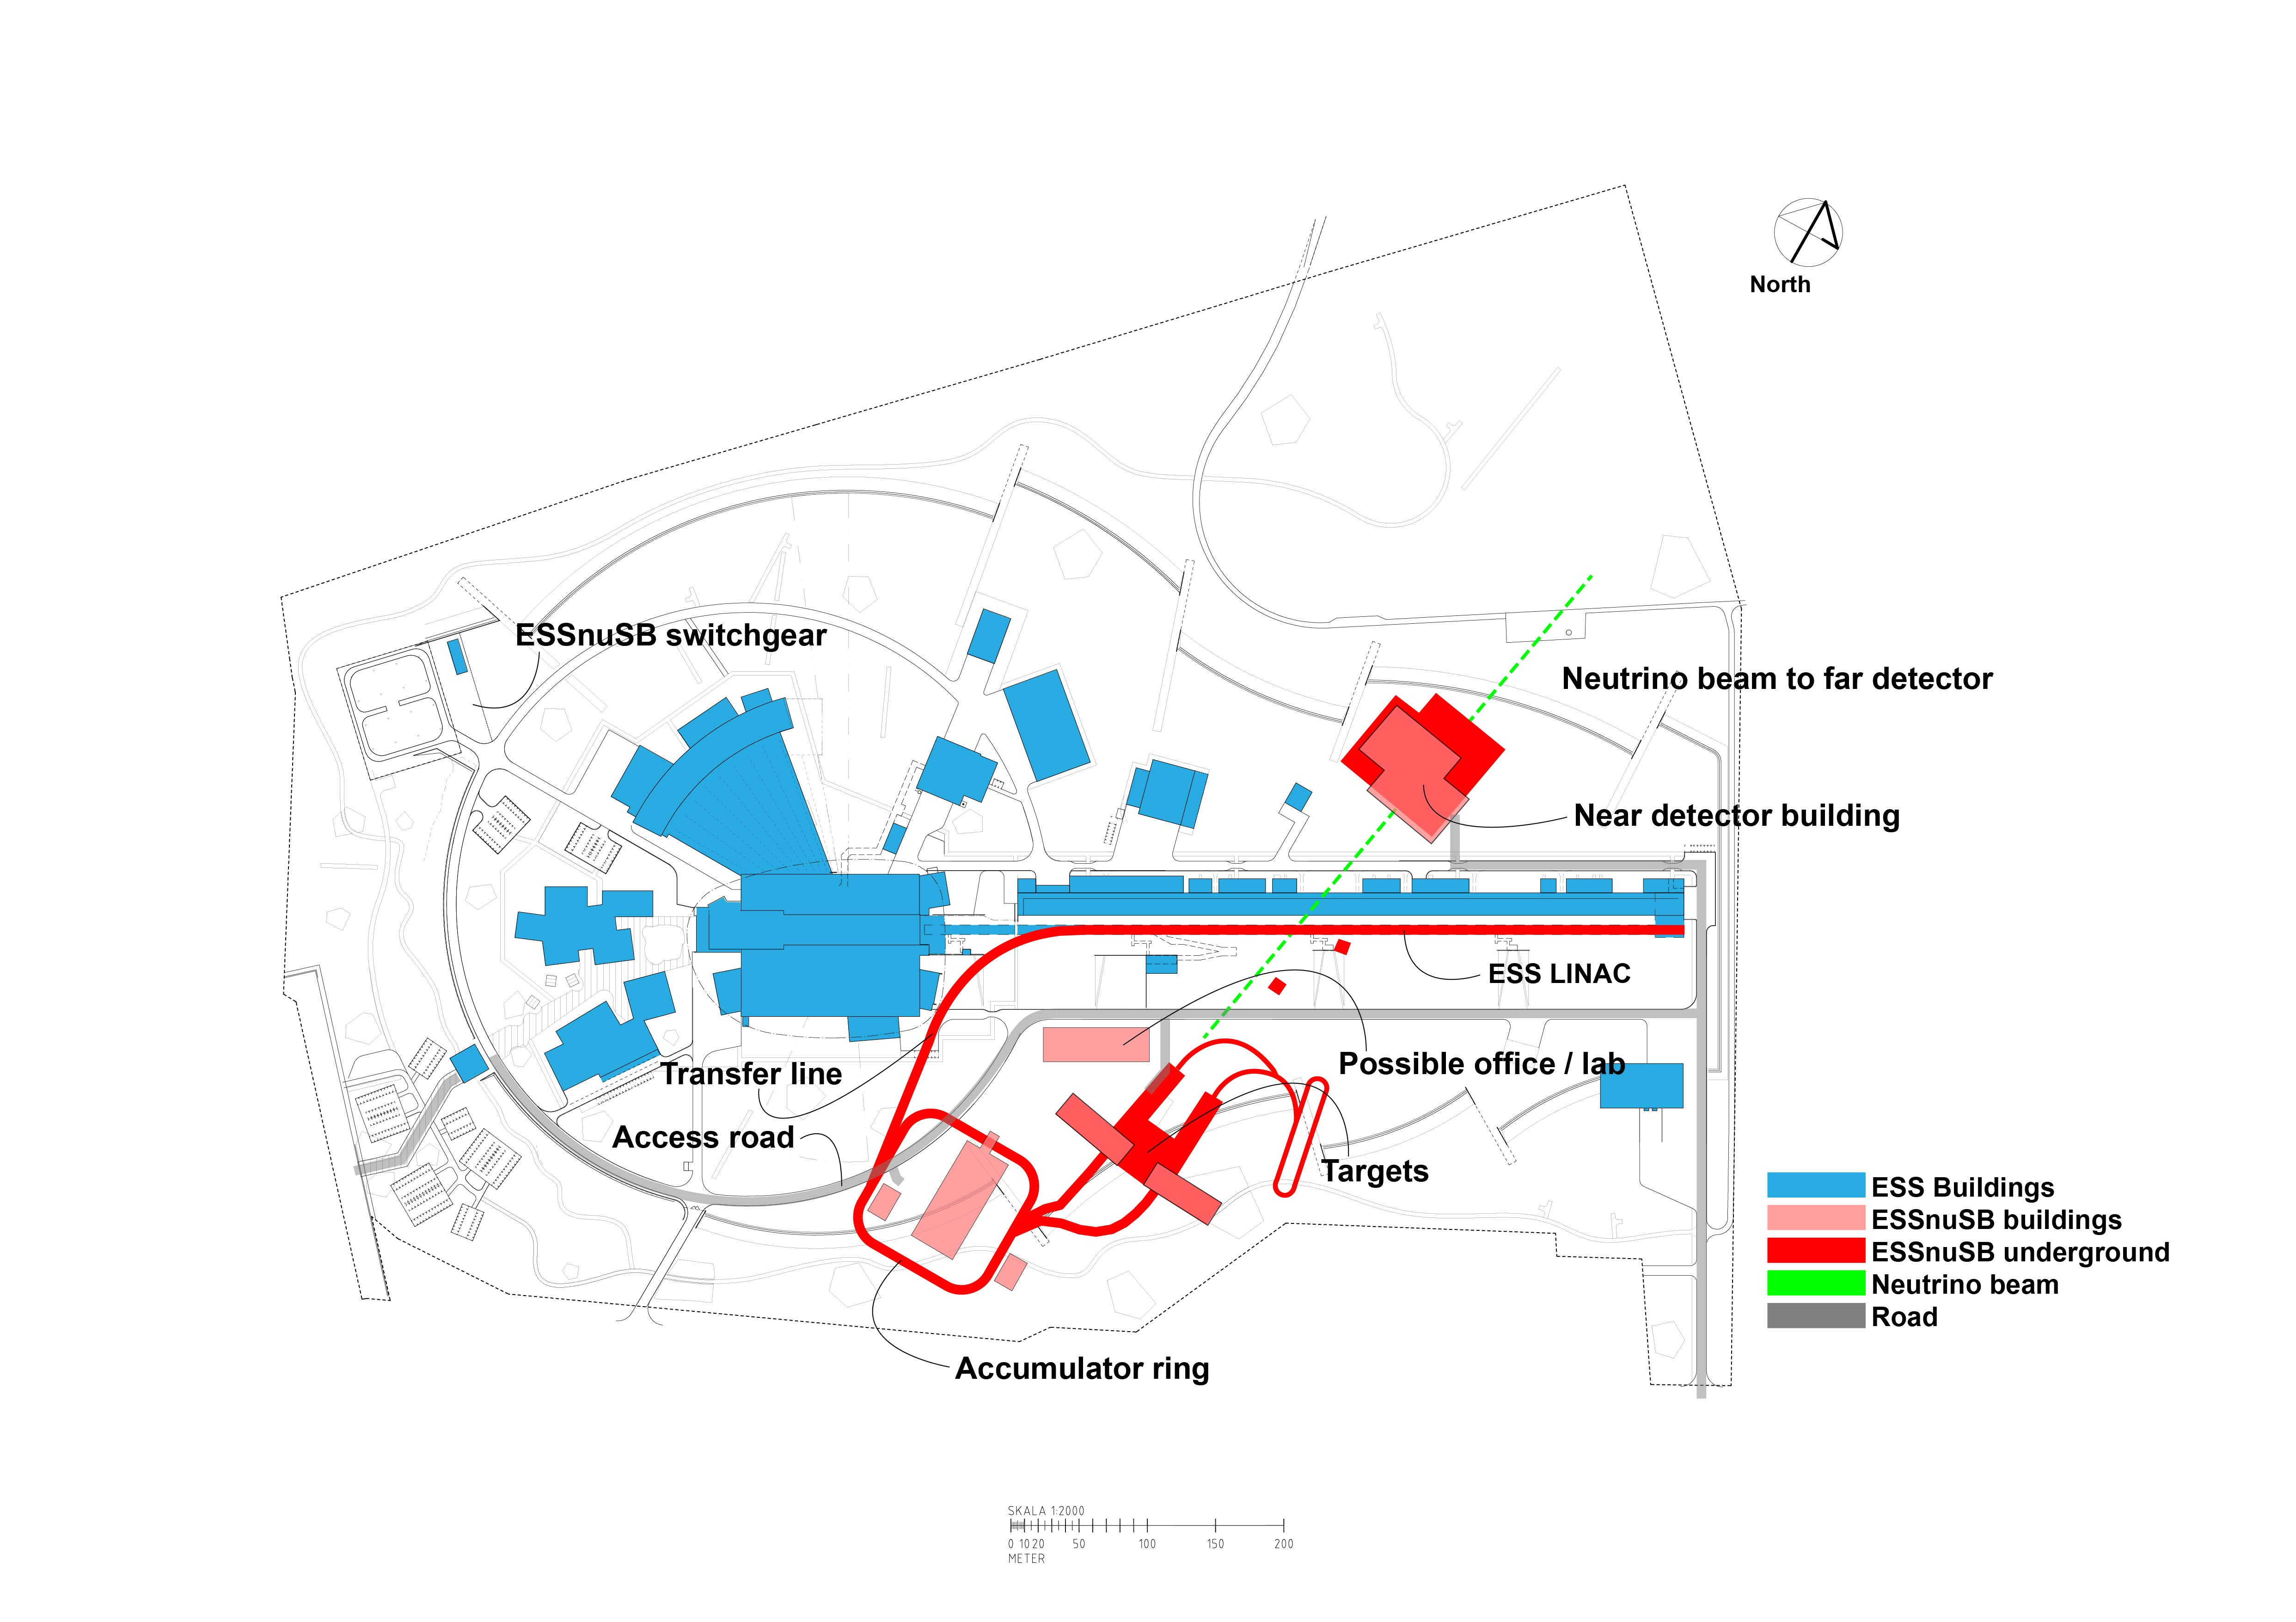 North
ESSnuSB switchgear
Neutrino beam to far detector
Near detector building
ESS LINAC
Possible office / lab
Transfer line
Access road
Targets
Accumulator ring
ESS Buildings
ESSnuSB buildings
ESSnuSB underground
Neutrino beam
Road
SKALA 1:2000
0 10 20 50 100 150 200
METER